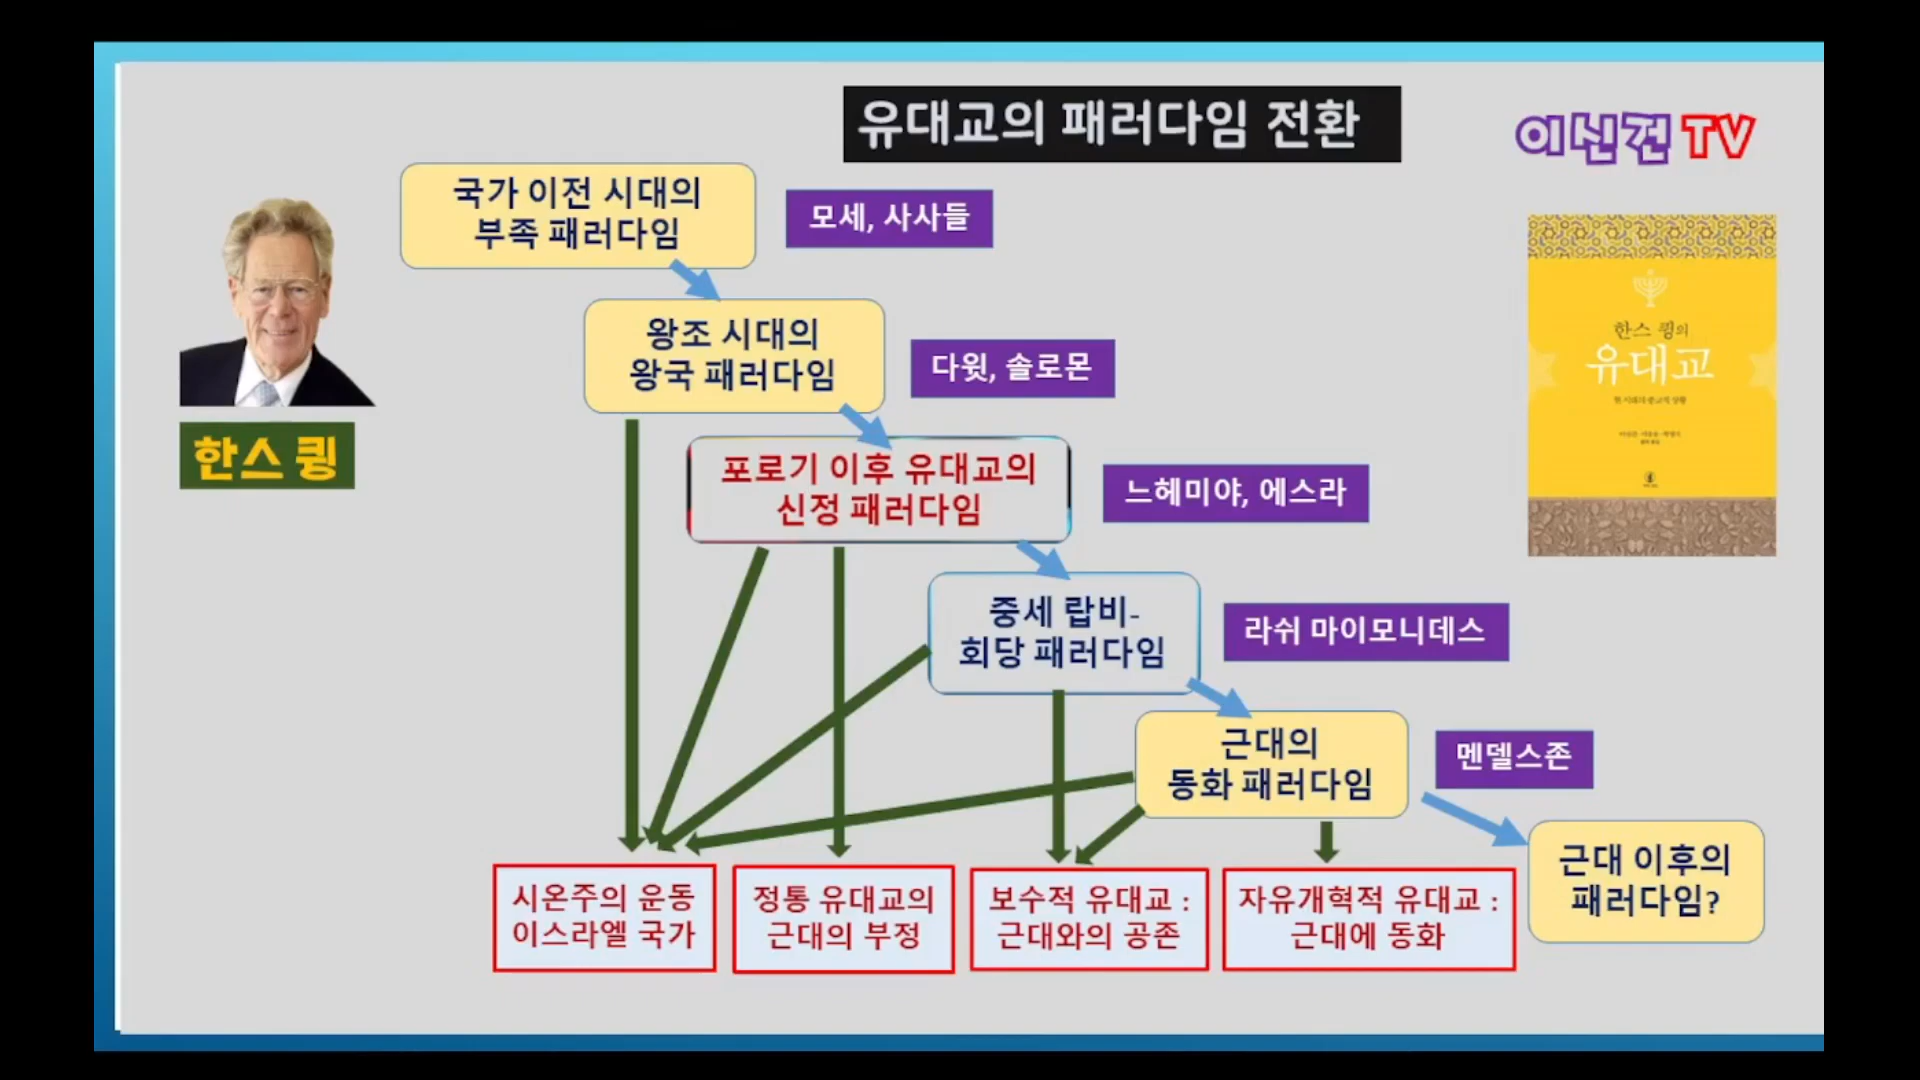 유대교의 패러다임 전환
이신건 TV
국가 이전 시대의
부족 패러다임
모세, 사사들
왕조 시대의
왕국 패러다임
다윗, 솔로몬
한스 큉의
유대교
한스 큉
포로기 이후 유대교의
신정 패러다임
느헤미야, 에스라
중세 랍비-
회당 패러다임
라쉬 마이모니데스
근대의
동화 패러다임
멘델스존
근대 이후의
패러다임?
시온주의 운동
이스라엘 국가
정통 유대교의
근대의 부정
보수적 유대교 :
근대와의 공존
자유개혁적 유대교 :
근대에 동화